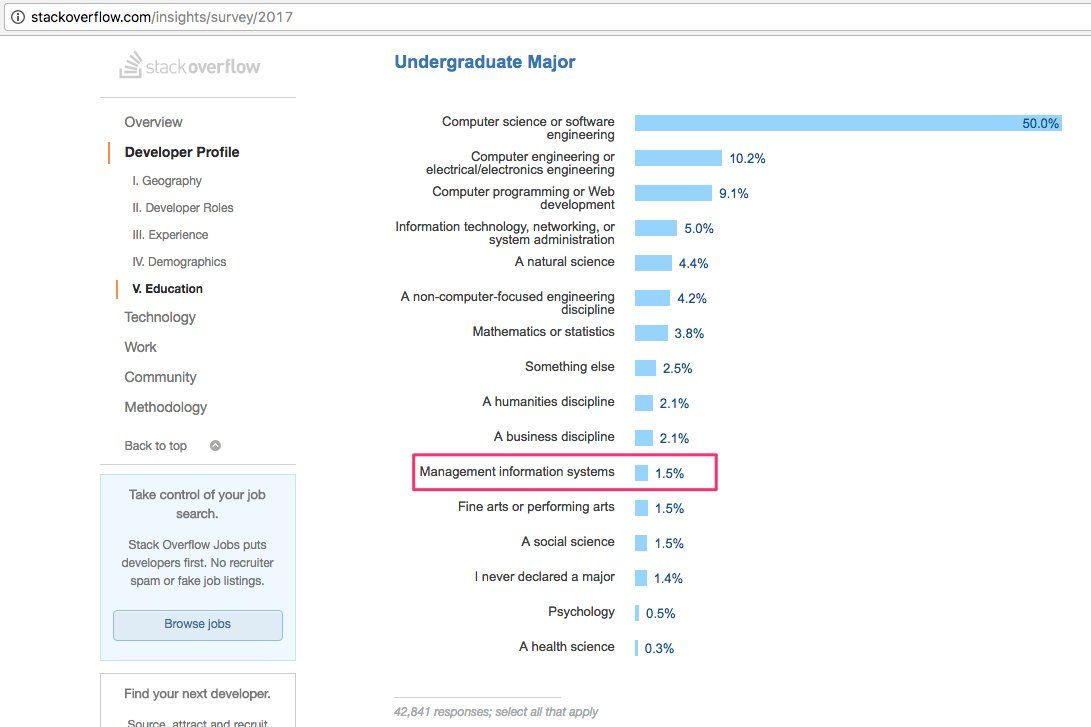 stackoverflow.com/insights/survey/2017
stackoverflow
Overview
Developer Profile
I. Geography
II. Developer Roles
III. Experience
IV. Demographics
V. Education
Technology
Work
Community
Methodology
Back to top
Take control of your job
search.
Stack Overflow Jobs puts
developers first. No recruiter
spam or fake job listings.
Browse jobs
Find your next developer.
Source, attract and recruit
Undergraduate Major
Computer science or software
engineering
50.0%
Computer engineering or
electrical/electronics engineering
10.2%
Computer programming or Web
development
9.1%
Information technology, networking, or
system administration
5.0%
A natural science
4.4%
A non-computer-focused engineering
discipline
4.2%
Mathematics or statistics
3.8%
Something else
2.5%
A humanities discipline
2.1%
A business discipline
2.1%
Management information systems
1.5%
Fine arts or performing arts
1.5%
A social science
1.5%
I never declared a major
1.4%
Psychology
0.5%
A health science
0.3%
42,841 responses; select all that apply